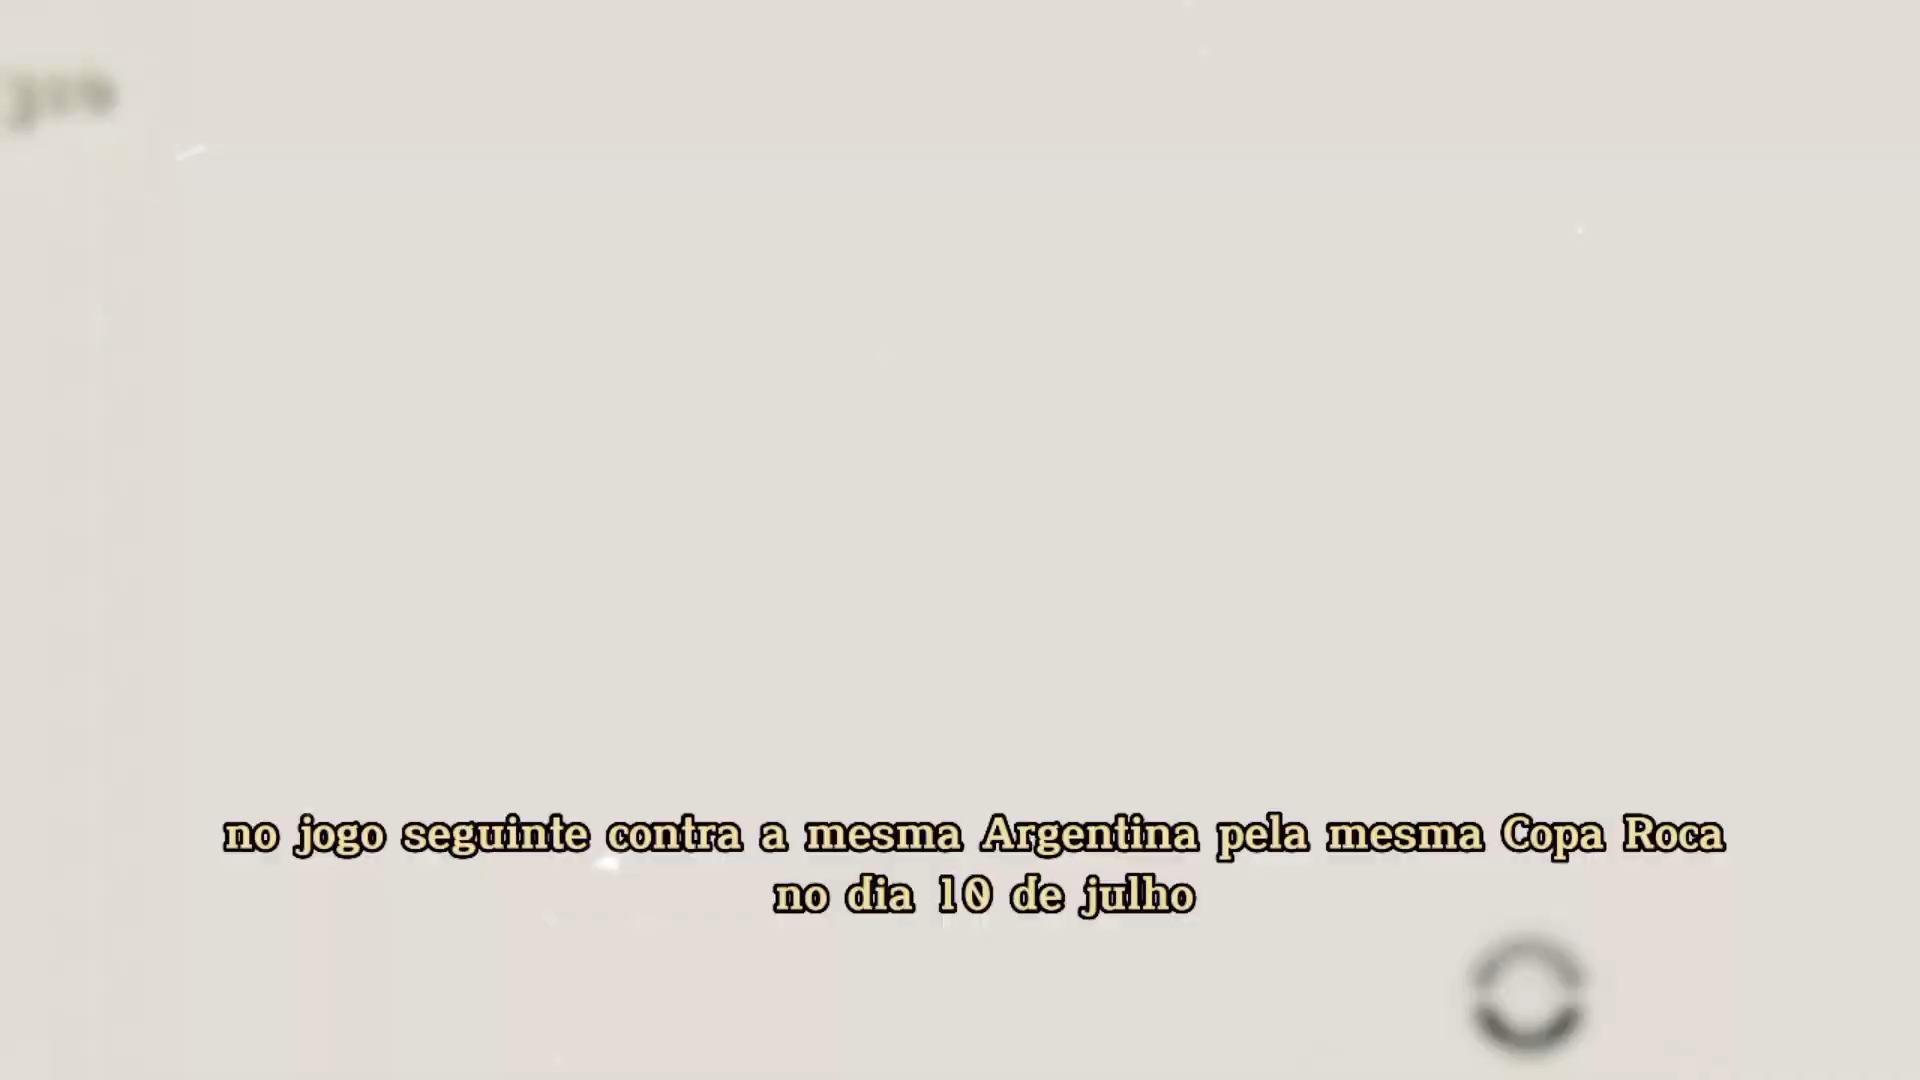 no jogo seguinte contra a mesma Argentina pela mesma Copa Roca
no dia 10 de julho